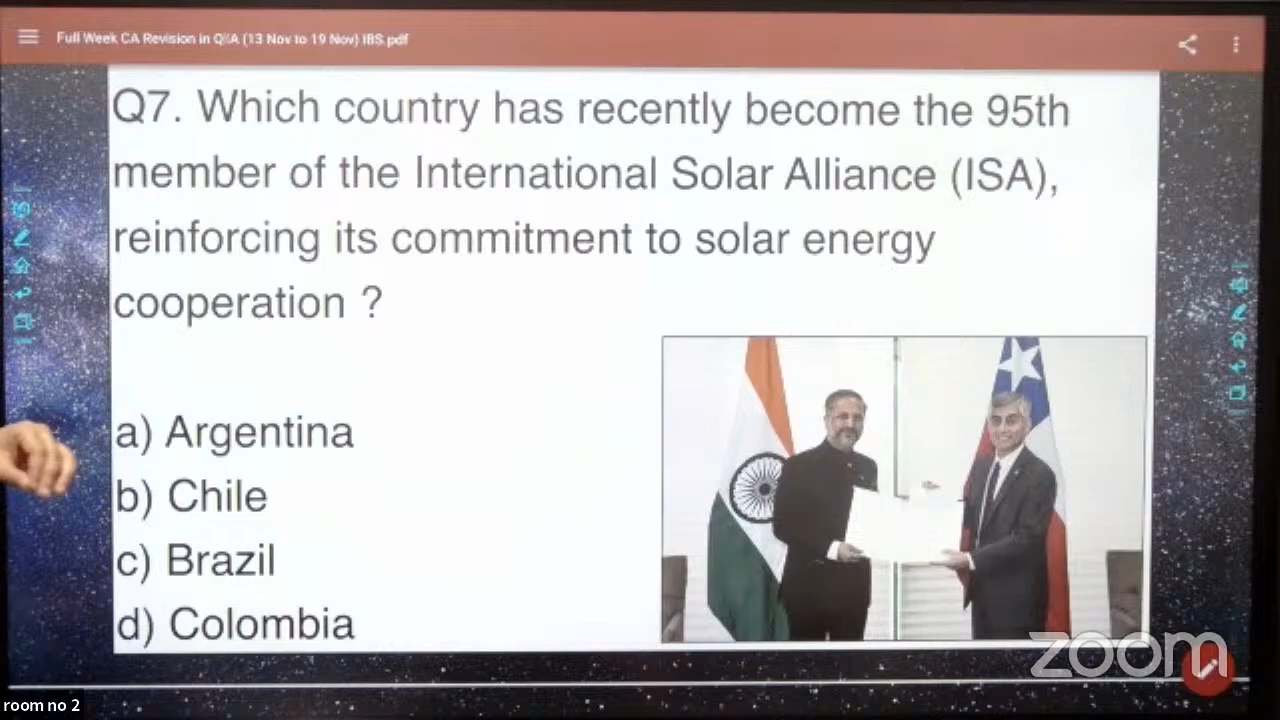 Full Week CA Revision in Q&A (13 Nov to 19 Nov) IBS.pdf
Q7. Which country has recently become the 95th
member of the International Solar Alliance (ISA),
reinforcing its commitment to solar energy
cooperation ?
a) Argentina
b) Chile
c) Brazil
d) Colombia
zoom
room no 2